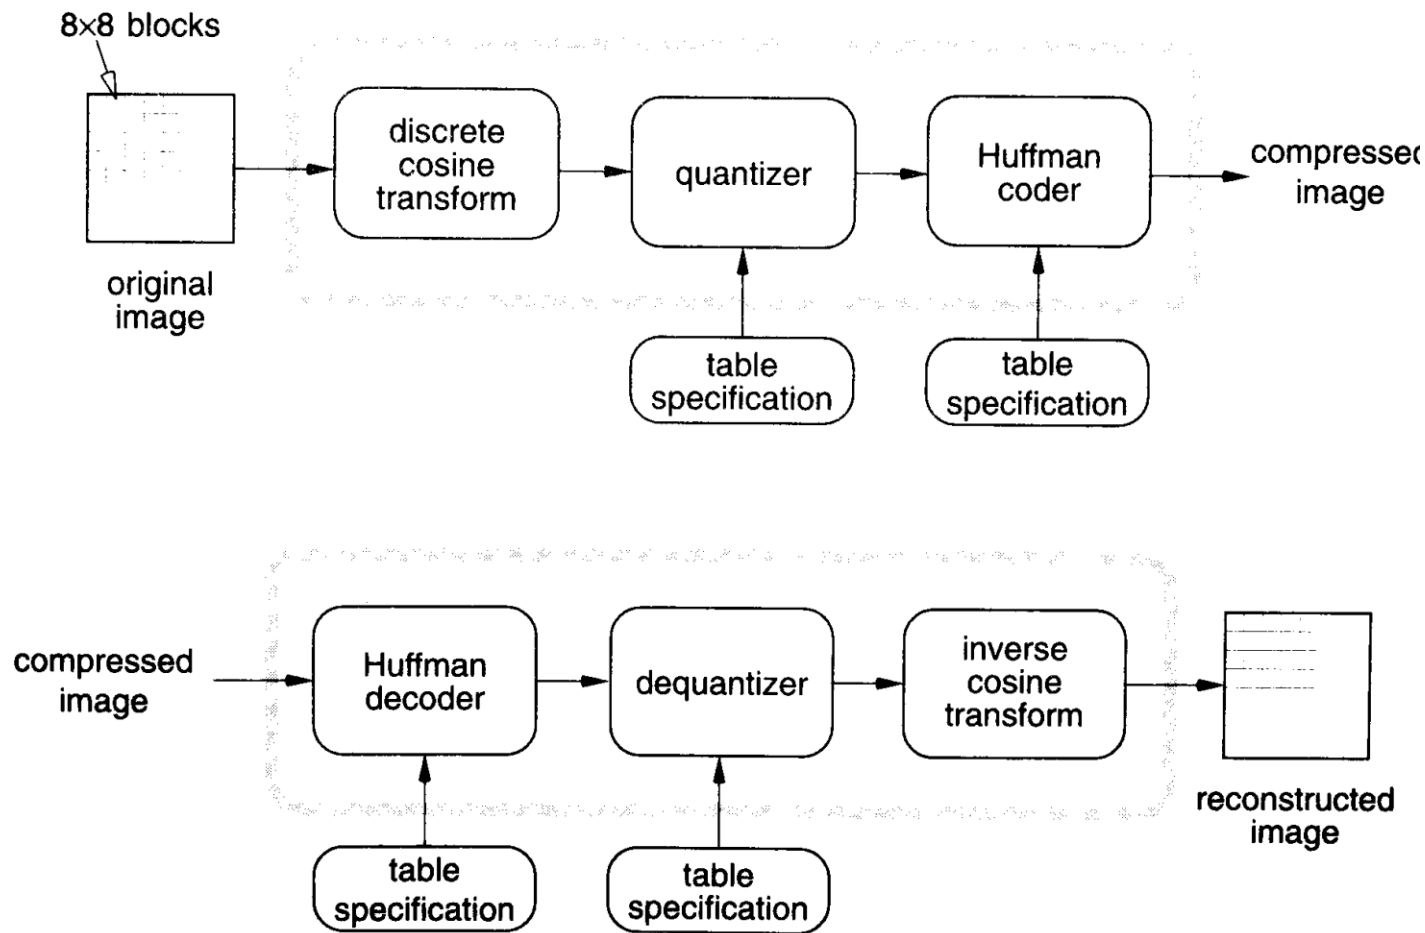 8×8 blocks
discrete
cosine
transform
quantizer
Huffman
coder
compressed
image
original
image
table
specification
table
specification
compressed
image
Huffman
decoder
dequantizer
inverse
cosine
transform
reconstructed
image
table
specification
table
specification